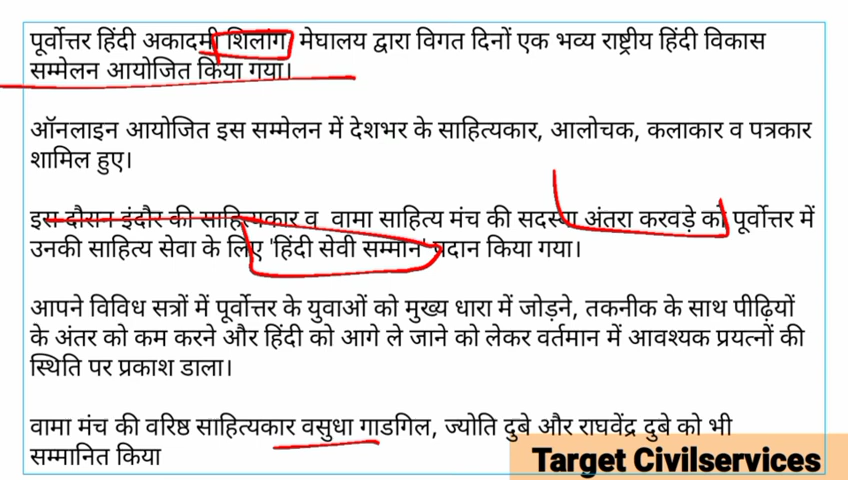 पूर्वोत्तर हिंदी अकादमी शिलांग मेघालय द्वारा विगत दिनों एक भव्य राष्ट्रीय हिंदी विकास
सम्मेलन आयोजित किया गया।
ऑनलाइन आयोजित इस सम्मेलन में देशभर के साहित्यकार, आलोचक, कलाकार व पत्रकार
शामिल हुए।
इस दौरान इंदौर की साहित्यकार व वामा साहित्य मंच की सदस्या अंतरा करवड़े को पूर्वोत्तर में
उनकी साहित्य सेवा के लिए 'हिंदी सेवी सम्मान' प्रदान किया गया।
आपने विविध सत्रों में पूर्वोत्तर के युवाओं को मुख्य धारा में जोड़ने, तकनीक के साथ पीढ़ियों
के अंतर को कम करने और हिंदी को आगे ले जाने को लेकर वर्तमान में आवश्यक प्रयत्नों की
स्थिति पर प्रकाश डाला।
वामा मंच की वरिष्ठ साहित्यकार वसुधा गाडगिल, ज्योति दुबे और राघवेंद्र दुबे को भी
सम्मानित किया
Target Civilservices